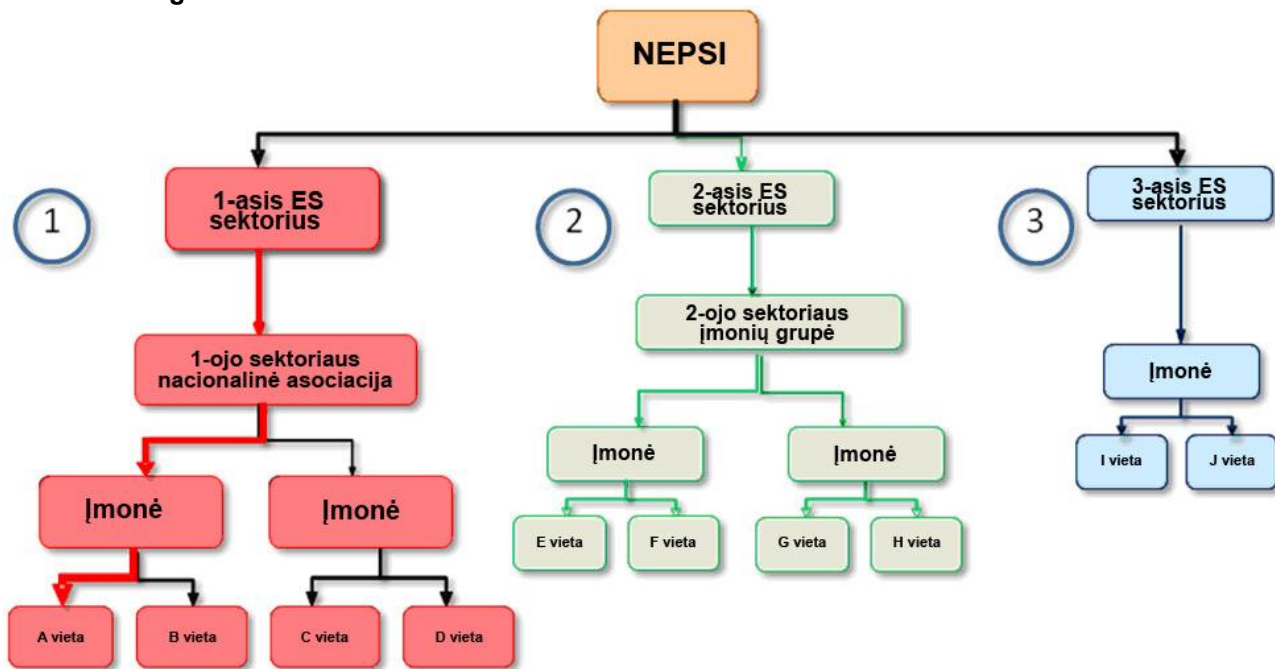 g
NEPSI
1
1-asis ES
sektorius
2
2-asis ES
sektorius
3
3-asis ES
sektorius
1-ojo sektoriaus
nacionalinė asociacija
2-ojo sektoriaus
įmonių grupė
Įmonė
Įmonė
Įmonė
Įmonė
Įmonė
A vieta
B vieta
C vieta
D vieta
E vieta
F vieta
G vieta
H vieta
I vieta
J vieta